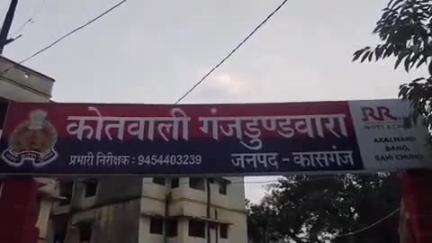 कोतवाली गंजडुण्डवारा
प्रभारी निरीक्षक : 9454403239
जनपद - कासगंज
RR